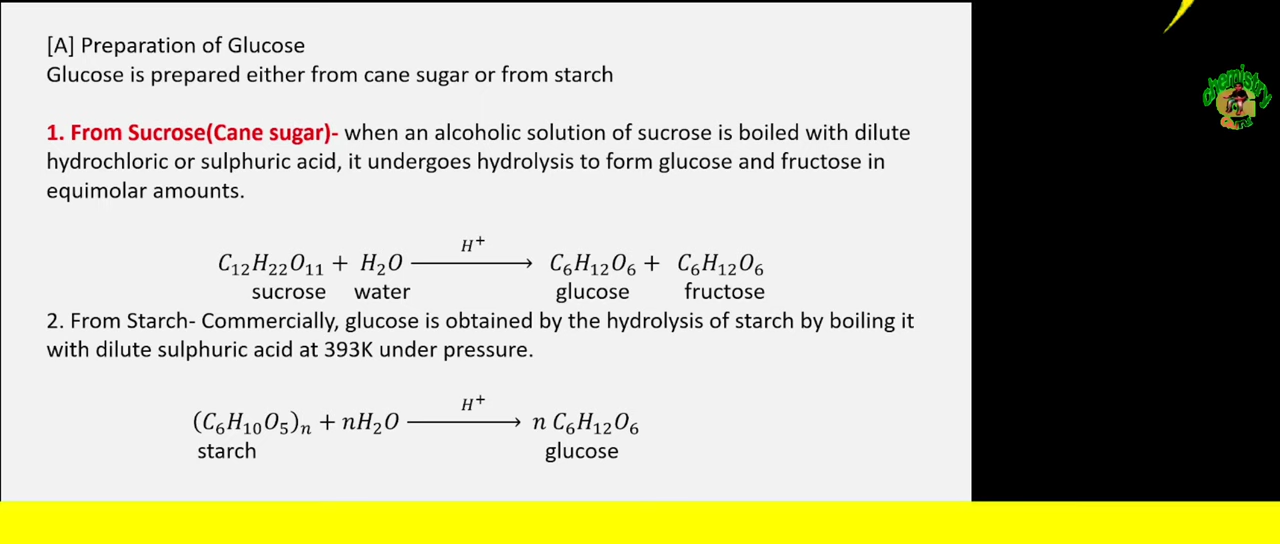 [A] Preparation of Glucose
Glucose is prepared either from cane sugar or from starch
1. From Sucrose(Cane sugar)- when an alcoholic solution of sucrose is boiled with dilute
hydrochloric or sulphuric acid, it undergoes hydrolysis to form glucose and fructose in
equimolar amounts.
H⁺
C₁₂H₂₂O₁₁ + H₂O ⟶ C₆H₁₂O₆ + C₆H₁₂O₆
sucrose water glucose fructose
2. From Starch- Commercially, glucose is obtained by the hydrolysis of starch by boiling it
with dilute sulphuric acid at 393K under pressure.
H⁺
(C₆H₁₀O₅)ₙ + nH₂O ⟶ n C₆H₁₂O₆
starch glucose
chemistry
Guru